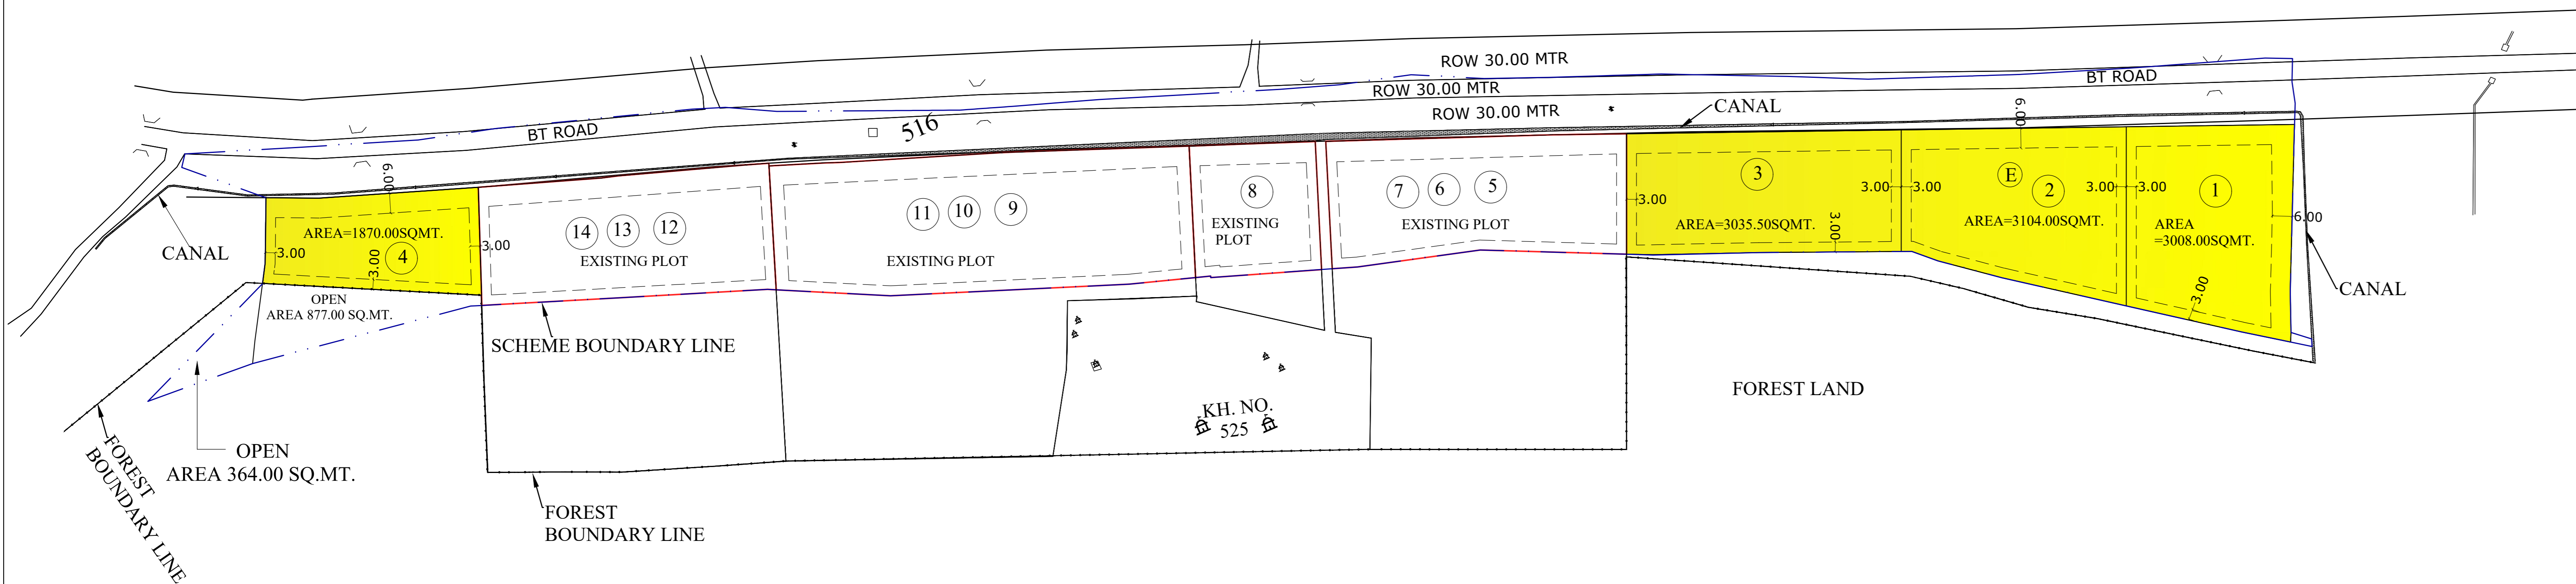 ROW 30.00 MTR
BT ROAD
ROW 30.00 MTR
ROW 30.00 MTR
CANAL
BT ROAD
516
6.00
6.00
3
3.00
3.00
E
2
3.00
3.00
1
6.00
8
7
6
5
3.00
11
10
9
14
13
12
EXISTING
PLOT
EXISTING PLOT
AREA=3035.50SQMT.
3.00
AREA=3104.00SQMT.
AREA
=3008.00SQMT.
3.00
AREA=1870.00SQMT.
4
3.00
3.00
3.00
CANAL
EXISTING PLOT
EXISTING PLOT
CANAL
OPEN
AREA 877.00 SQ.MT.
SCHEME BOUNDARY LINE
FOREST LAND
KH. NO.
525
OPEN
AREA 364.00 SQ.MT.
FOREST
BOUNDARY LINE
FOREST
BOUNDARY LINE